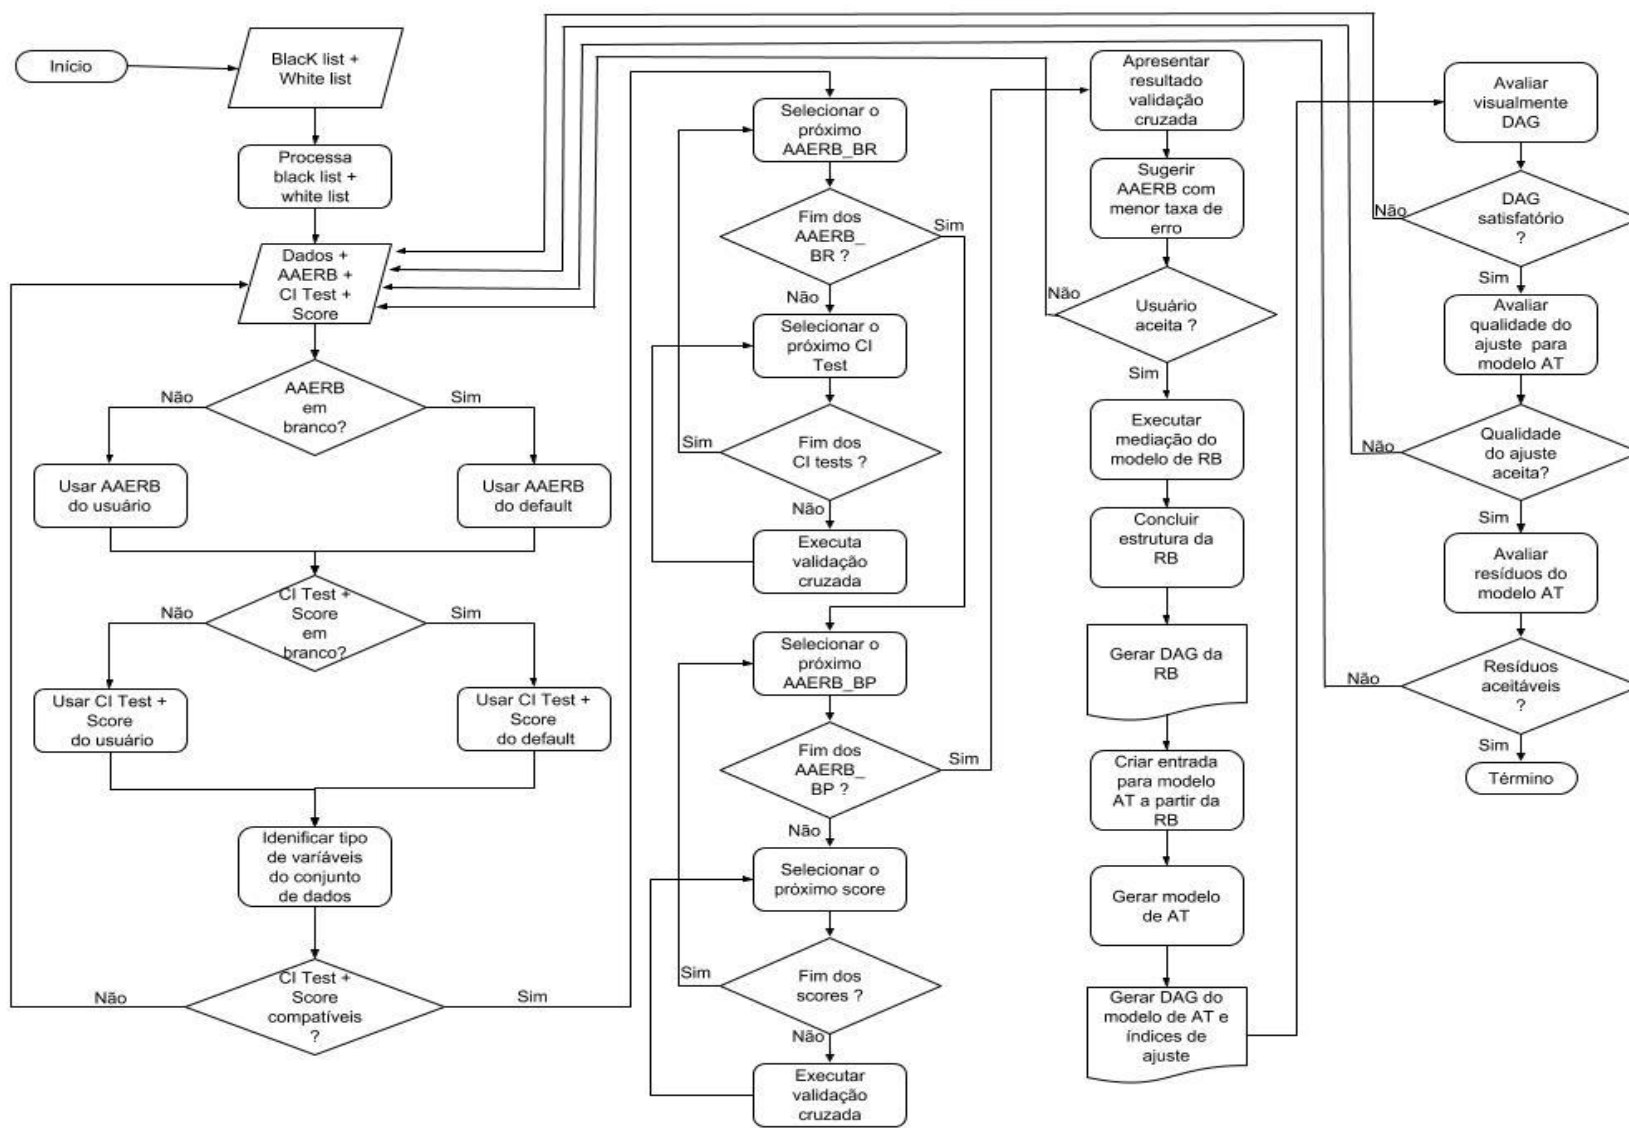 Início
BlacK list +
White list
Processa
black list +
white list
Dados +
AAERB +
CI Test +
Score
AAERB
em
branco?
Não
Sim
Usar AAERB
do usuário
Usar AAERB
do default
CI Test +
Score
em
branco?
Não
Sim
Usar CI Test +
Score
do usuário
Usar CI Test +
Score
do default
Idenificar tipo
de varíáveis
do conjunto
de dados
CI Test +
Score
compatíveis
?
Não
Sim
Selecionar o
próximo
AAERB_BR
Fim dos
AAERB_
BR ?
Sim
Não
Selecionar o
próximo CI
Test
Fim dos
CI tests ?
Sim
Não
Executa
validação
cruzada
Selecionar o
próximo
AAERB_BP
Fim dos
AAERB_
BP ?
Sim
Não
Selecionar o
próximo score
Fim dos
scores ?
Sim
Não
Executar
validação
cruzada
Apresentar
resultado
validação
cruzada
Sugerir
AAERB com
menor taxa de
erro
Usuário
aceita ?
Não
Sim
Executar
mediação do
modelo de RB
Concluir
estrutura da
RB
Gerar DAG da
RB
Criar entrada
para modelo
AT a partir da
RB
Gerar modelo
de AT
Gerar DAG do
modelo de AT e
índices de
ajuste
Avaliar
visualmente
DAG
DAG
satisfatório
?
Não
Sim
Avaliar
qualidade do
ajuste para
modelo AT
Qualidade
do ajuste
aceita?
Não
Sim
Avaliar
resíduos do
modelo AT
Resíduos
aceitáveis
?
Não
Sim
Término